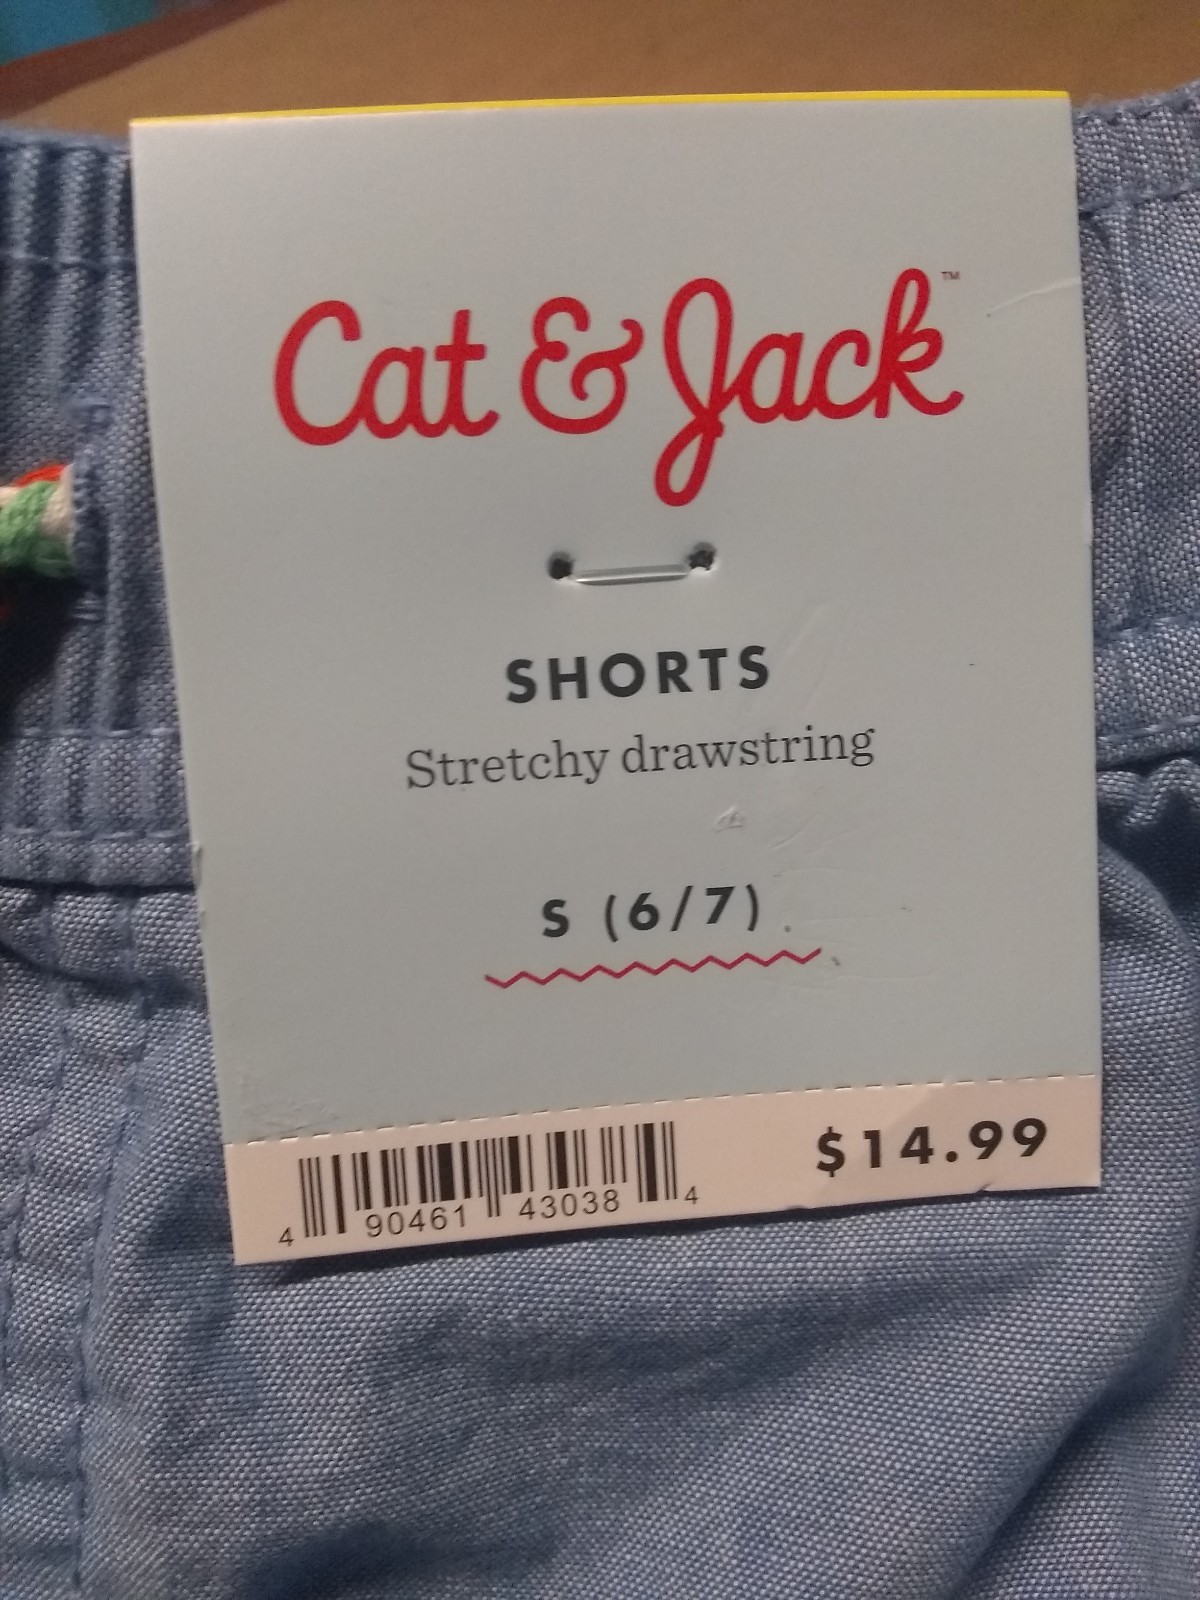 Cat & Jack™
SHORTS
Stretchy drawstring
S (6/7)
$14.99
4 90461 43038 4